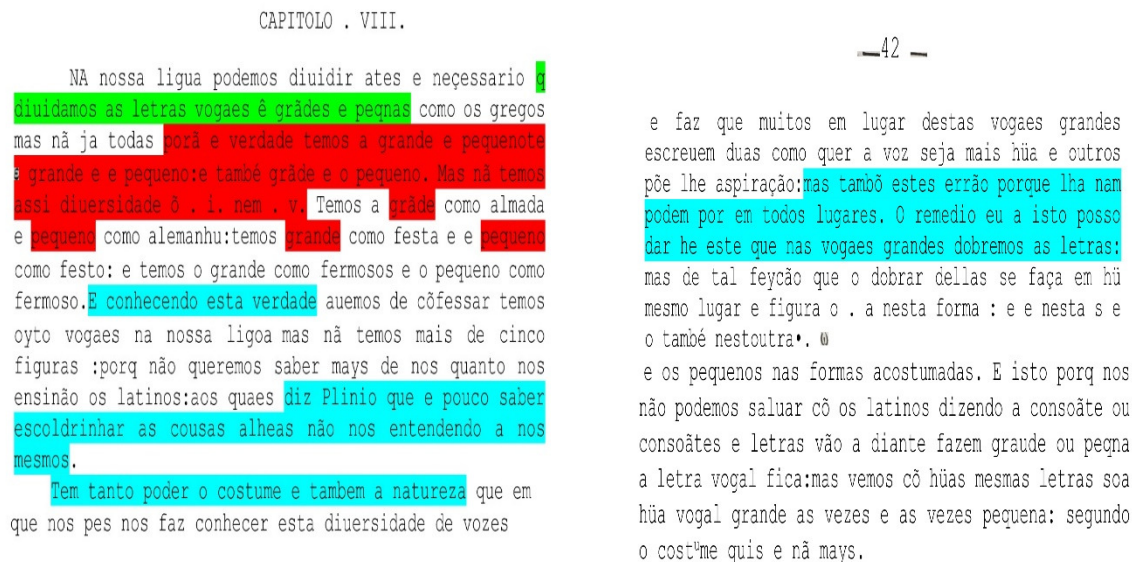 CAPITOLO . VIII.
NA nossa ligua podemos diuidir ates e neçessario q
diuidamos as letras vogaes ê grãdes e peqnas como os gregos
mas nã ja todas porã e verdade temos a grande e pequenote
ɐ grande e e pequeno:e també grãde e o pequeno. Mas nã temos
assi diuersidade õ . i. nem . v. Temos a grãde como almada
e pequeno como alemanhu:temos grande como festa e e pequeno
como festo: e temos o grande como fermosos e o pequeno como
fermoso.E conhecendo esta verdade auemos de cõfessar temos
oyto vogaes na nossa ligoa mas nã temos mais de cinco
figuras :porq não queremos saber mays de nos quanto nos
ensinão os latinos:aos quaes diz Plinio que e pouco saber
escoldrinhar as cousas alheas não nos entendendo a nos
mesmos.
Tem tanto poder o costume e tambem a natureza que em
que nos pes nos faz conhecer esta diuersidade de vozes
—42 —
e faz que muitos em lugar destas vogaes grandes
escreuem duas como quer a voz seja mais hüa e outros
põe lhe aspiração:mas tambõ estes errão porque lha nam
podem por em todos lugares. O remedio eu a isto posso
dar he este que nas vogaes grandes dobremos as letras:
mas de tal feycão que o dobrar dellas se faça em hü
mesmo lugar e figura o . a nesta forma : e e nesta s e
o també nestoutra•. ω
e os pequenos nas formas acostumadas. E isto porq nos
não podemos saluar cõ os latinos dizendo a consoãte ou
consoãtes e letras vão a diante fazem graude ou peqna
a letra vogal fica:mas vemos cõ hüas mesmas letras soa
hüa vogal grande as vezes e as vezes pequena: segundo
o costᵘme quis e nã mays.